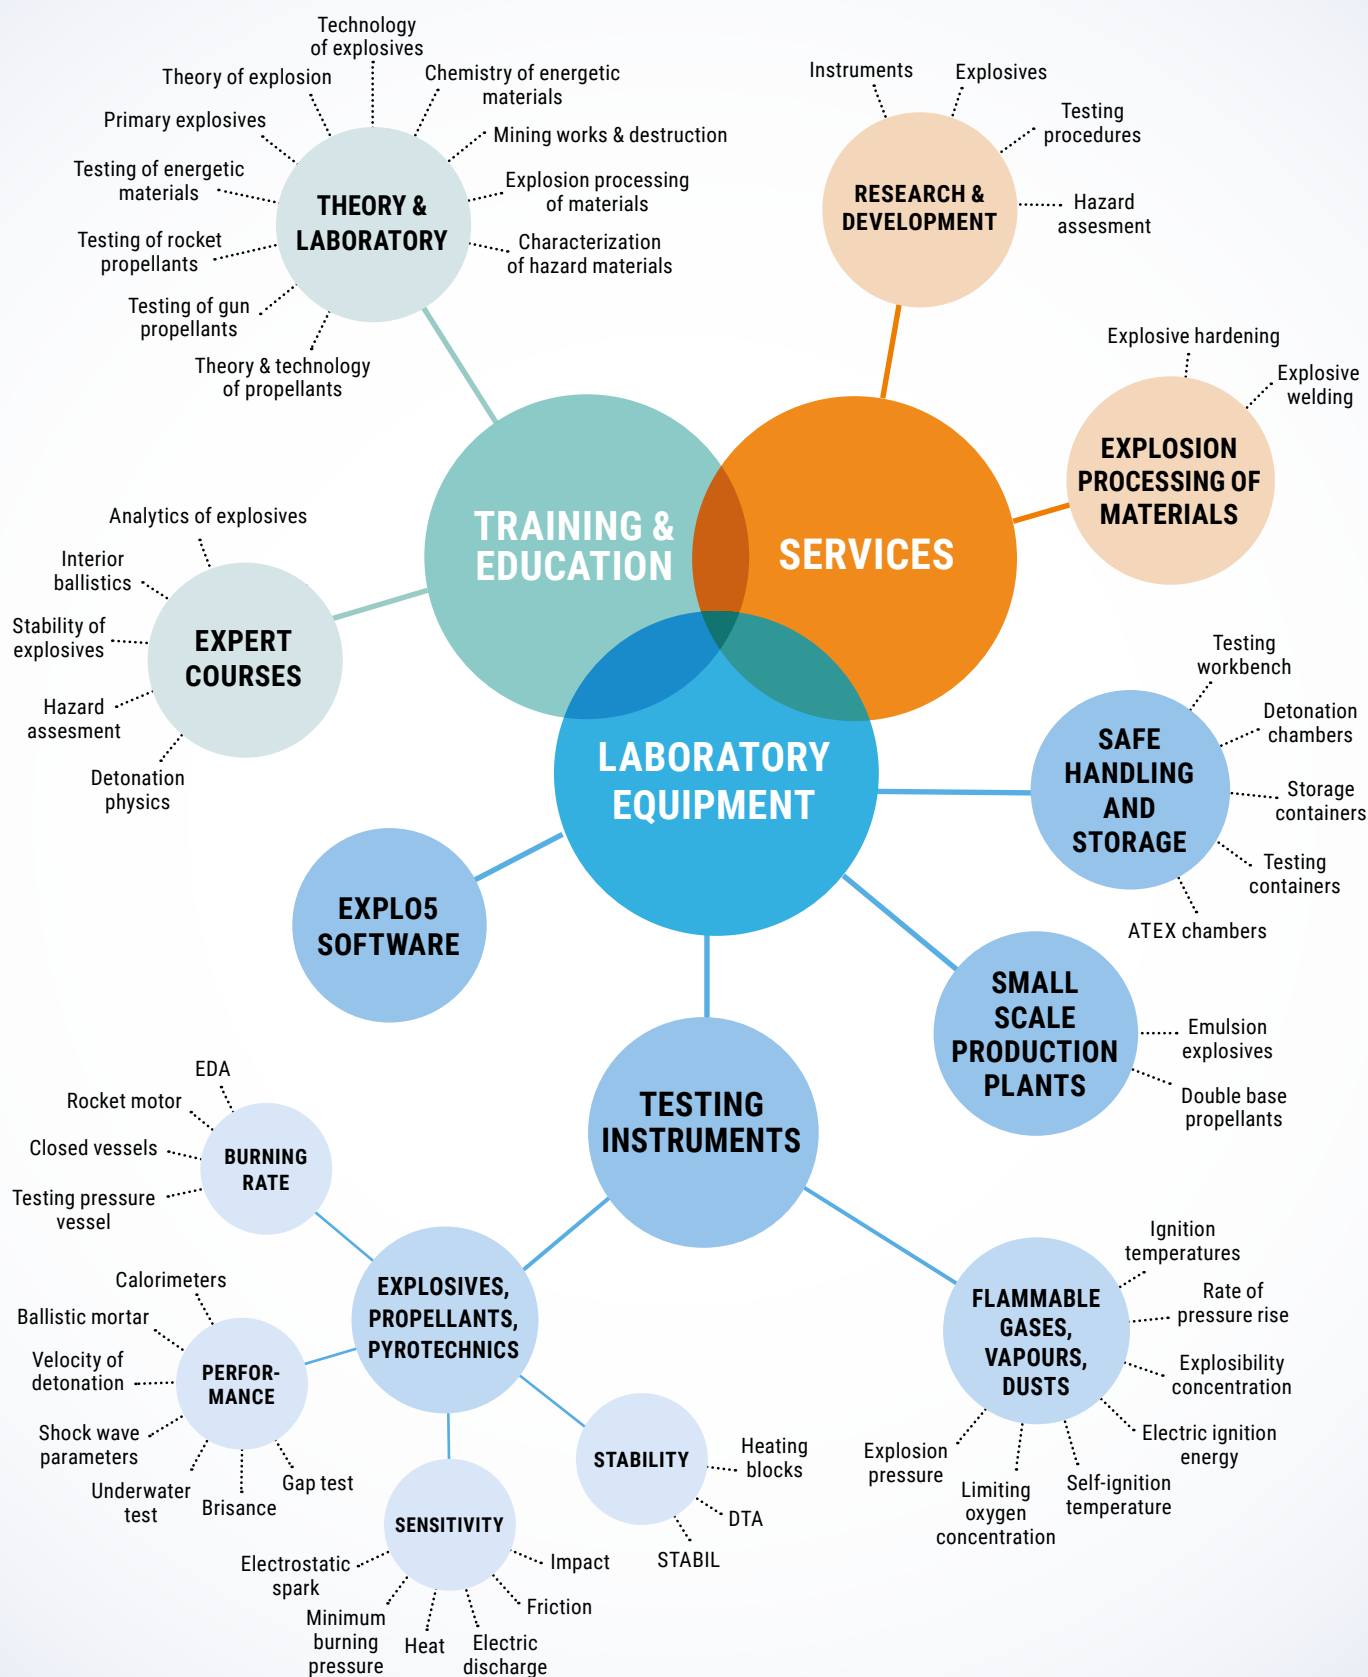 Technology
of explosives
Theory of explosion
Chemistry of energetic
materials
Primary explosives
Mining works & destruction
Testing of energetic
materials
Explosion processing
of materials
Testing of rocket
propellants
Characterization
of hazard materials
Testing of gun
propellants
Theory & technology
of propellants
THEORY &
LABORATORY
Instruments
Explosives
Testing
procedures
Hazard
assesment
RESEARCH &
DEVELOPMENT
Explosive hardening
Explosive
welding
EXPLOSION
PROCESSING OF
MATERIALS
TRAINING &
EDUCATION
SERVICES
LABORATORY
EQUIPMENT
Analytics of explosives
Interior
ballistics
Stability of
explosives
Hazard
assesment
Detonation
physics
EXPERT
COURSES
Testing
workbench
Detonation
chambers
Storage
containers
Testing
containers
ATEX chambers
SAFE
HANDLING
AND
STORAGE
EXPLO5
SOFTWARE
SMALL
SCALE
PRODUCTION
PLANTS
Emulsion
explosives
Double base
propellants
TESTING
INSTRUMENTS
EDA
Rocket motor
Closed vessels
Testing pressure
vessel
BURNING
RATE
EXPLOSIVES,
PROPELLANTS,
PYROTECHNICS
Calorimeters
Ballistic mortar
Velocity of
detonation
Shock wave
parameters
Underwater
test
Brisance
Gap test
PERFOR-
MANCE
STABILITY
Heating
blocks
DTA
STABIL
SENSITIVITY
Electrostatic
spark
Minimum
burning
pressure
Heat
Electric
discharge
Friction
Impact
FLAMMABLE
GASES,
VAPOURS,
DUSTS
Ignition
temperatures
Rate of
pressure rise
Explosibility
concentration
Electric ignition
energy
Self-ignition
temperature
Limiting
oxygen
concentration
Explosion
pressure